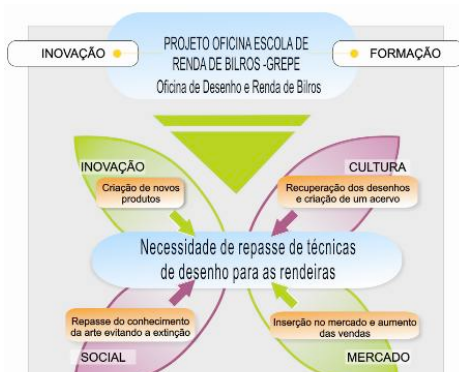 PROJETO OFICINA ESCOLA DE
RENDA DE BILROS -GREPE
Oficina de Desenho e Renda de Bilros
INOVAÇÃO
FORMAÇÃO
INOVAÇÃO
Criação de novos
produtos
CULTURA
Recuperação dos desenhos
e criação de um acervo
Necessidade de repasse de técnicas
de desenho para as rendeiras
Repasse do conhecimento
da arte evitando a extinção
SOCIAL
Inserção no mercado e aumento
das vendas
MERCADO